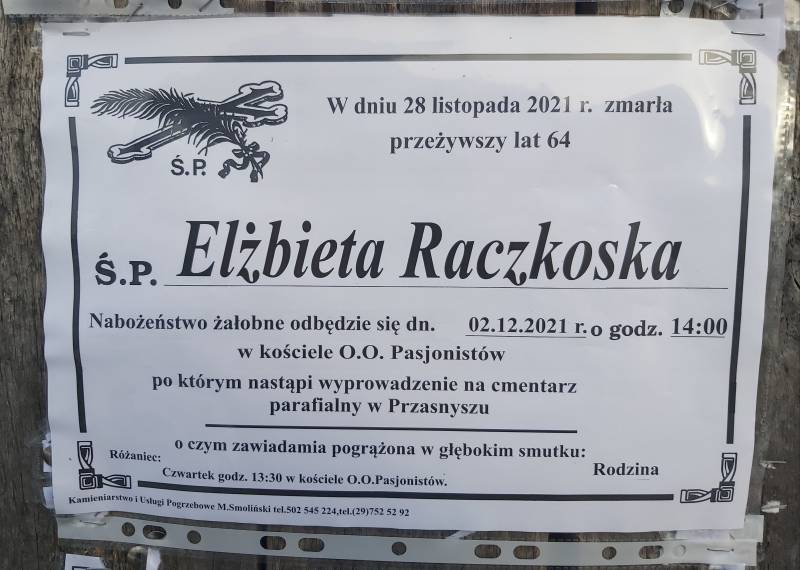 W dniu 28 listopada 2021 r. zmarła
przeżywszy lat 64
Ś.P.
Ś.P. Elżbieta Raczkoska
Nabożeństwo żałobne odbędzie się dn. 02.12.2021 r. o godz. 14:00
w kościele O.O. Pasjonistów
po którym nastąpi wyprowadzenie na cmentarz
parafialny w Przasnyszu
o czym zawiadamia pogrążona w głębokim smutku:
Rodzina
Różaniec:
Czwartek godz. 13:30 w kościele O.O.Pasjonistów.
Kamieniarstwo i Usługi Pogrzebowe M.Smoliński tel.502 545 224,tel.(29)752 52 92